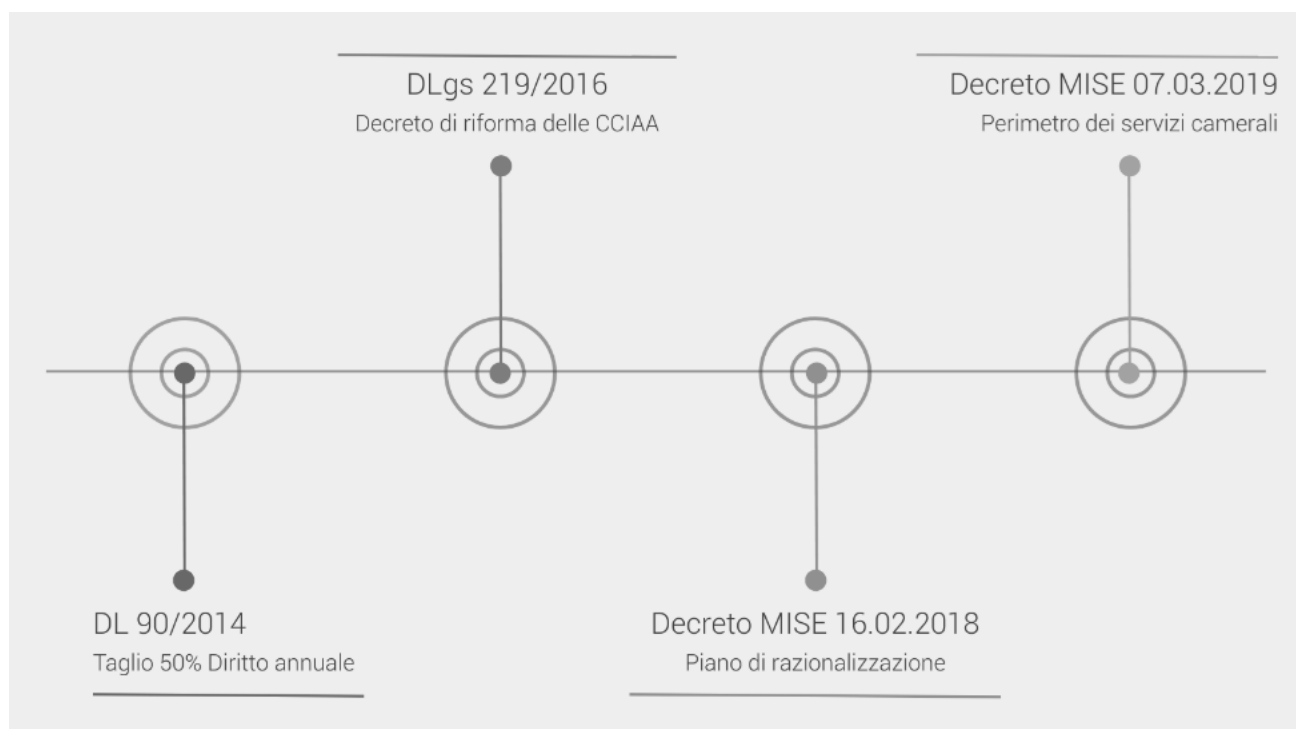 DLgs 219/2016
Decreto di riforma delle CCIAA
Decreto MISE 07.03.2019
Perimetro dei servizi camerali
DL 90/2014
Taglio 50% Diritto annuale
Decreto MISE 16.02.2018
Piano di razionalizzazione